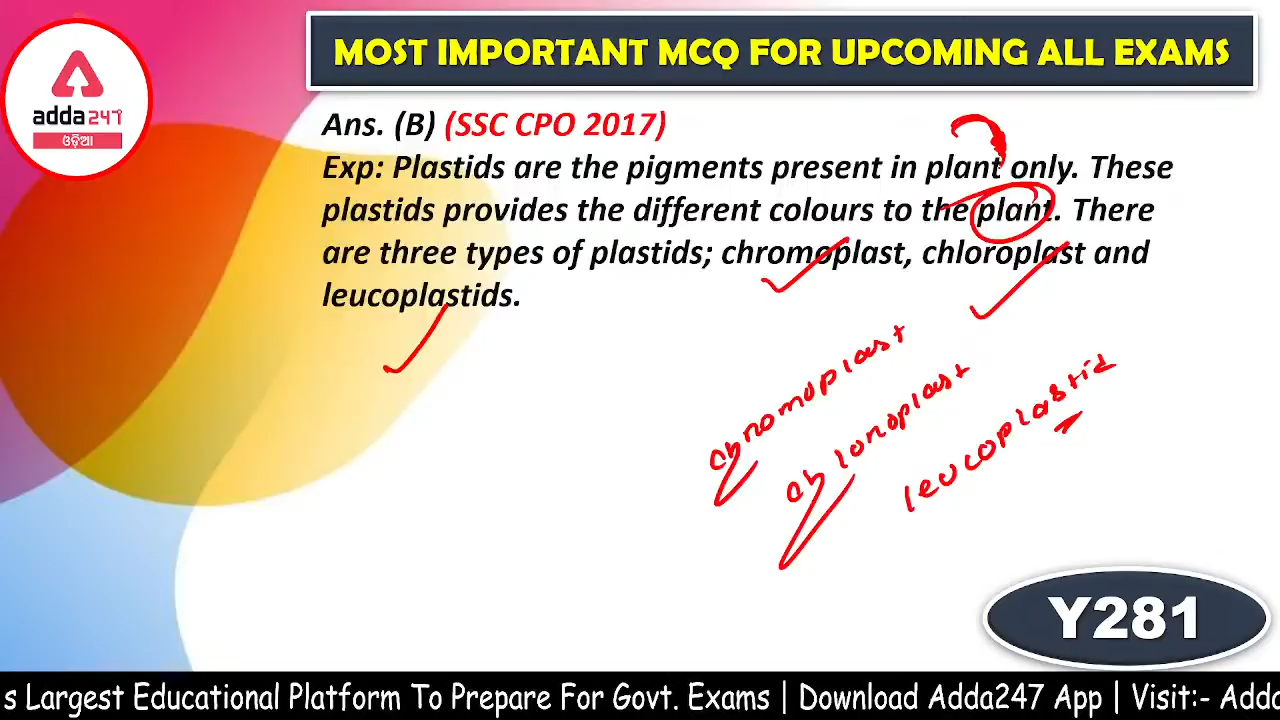 MOST IMPORTANT MCQ FOR UPCOMING ALL EXAMS
adda247
ଓଡ଼ିଆ
Ans. (B) (SSC CPO 2017)
Exp: Plastids are the pigments present in plant only. These
plastids provides the different colours to the plant. There
are three types of plastids; chromoplast, chloroplast and
leucoplastids.
chromoplast
chloroplast
leucoplastid
Y281
s Largest Educational Platform To Prepare For Govt. Exams | Download Adda247 App | Visit:- Adda